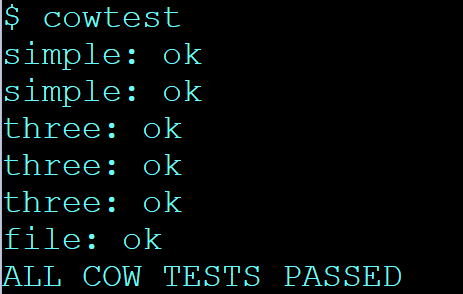 $ cowtest
simple: ok
simple: ok
three: ok
three: ok
three: ok
file: ok
ALL COW TESTS PASSED